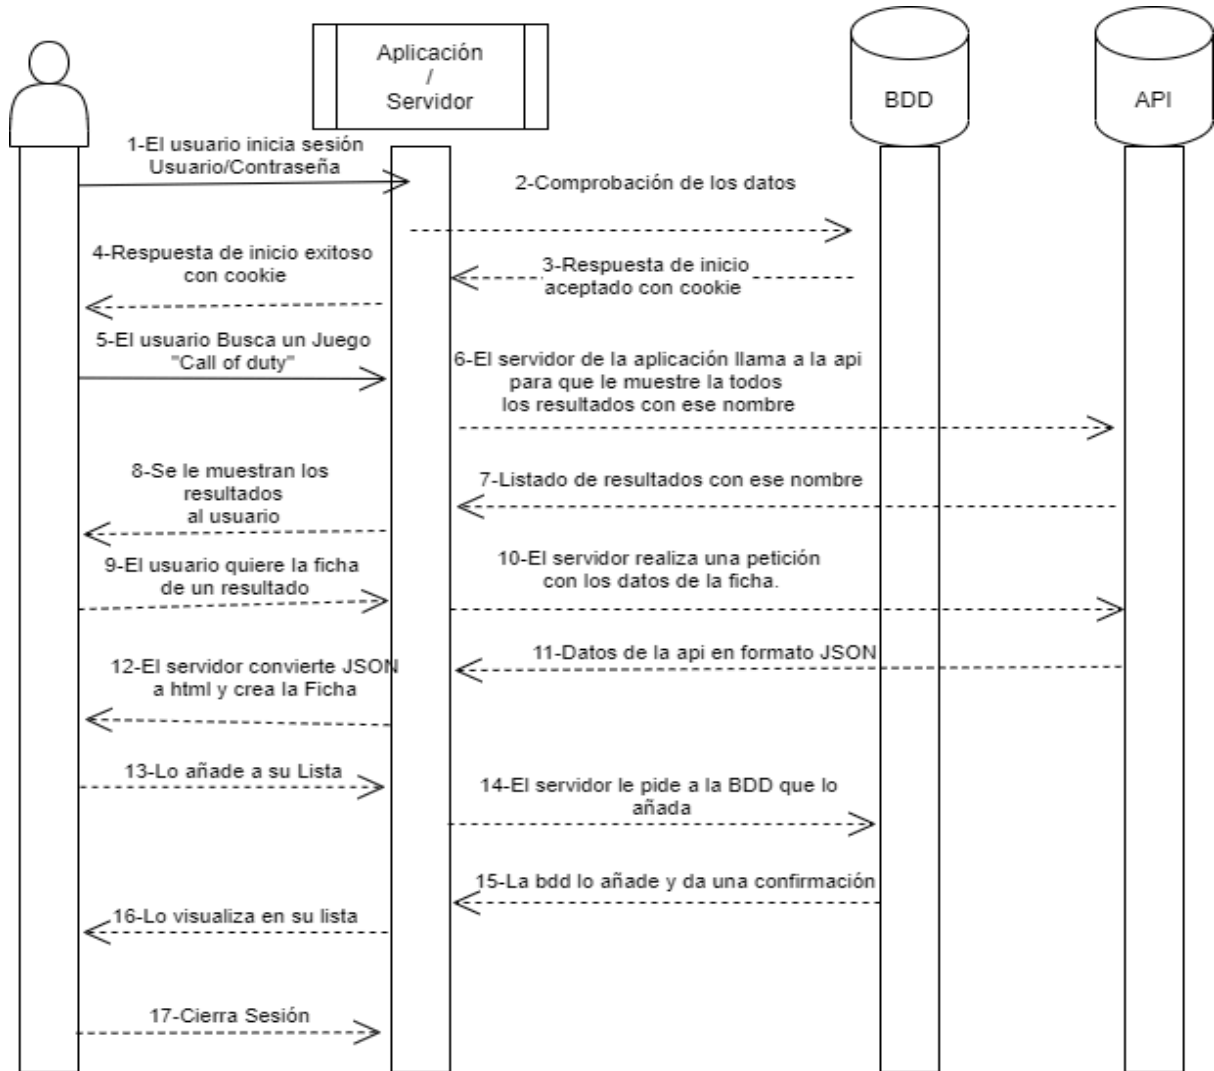 Aplicación
/
Servidor
BDD
API
1-El usuario inicia sesión
Usuario/Contraseña
2-Comprobación de los datos
3-Respuesta de inicio
aceptado con cookie
4-Respuesta de inicio exitoso
con cookie
5-El usuario Busca un Juego
"Call of duty"
6-El servidor de la aplicación llama a la api
para que le muestre la todos
los resultados con ese nombre
7-Listado de resultados con ese nombre
8-Se le muestran los
resultados
al usuario
9-El usuario quiere la ficha
de un resultado
10-El servidor realiza una petición
con los datos de la ficha.
11-Datos de la api en formato JSON
12-El servidor convierte JSON
a html y crea la Ficha
13-Lo añade a su Lista
14-El servidor le pide a la BDD que lo
añada
15-La bdd lo añade y da una confirmación
16-Lo visualiza en su lista
17-Cierra Sesión